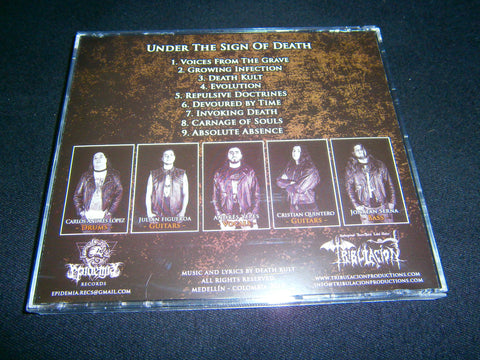 UNDER THE SIGN OF DEATH
1. VOICES FROM THE GRAVE
2. GROWING INFECTION
3. DEATH KULT
4. EVOLUTION
5. REPULSIVE DOCTRINES
6. DEVOURED BY TIME
7. INVOKING DEATH
8. CARNAGE OF SOULS
9. ABSOLUTE ABSENCE
CARLOS ANDRES LÓPEZ
DRUMS
JULIAN FIGUEROA
GUITARS
CRISTIAN QUINTERO
GUITARS
JONATAN SERNA
BASS
EPIDEMIA
RECORDS
EPIDEMIA.RECS@GMAIL.COM
MUSIC AND LYRICS BY DEATH KULT
ALL RIGHTS RESERVED
MEDELLÍN - COLOMBIA
TRIBULACION
WWW.TRIBULACIONPRODUCTIONS.COM
INFO@TRIBULACIONPRODUCTIONS.COM